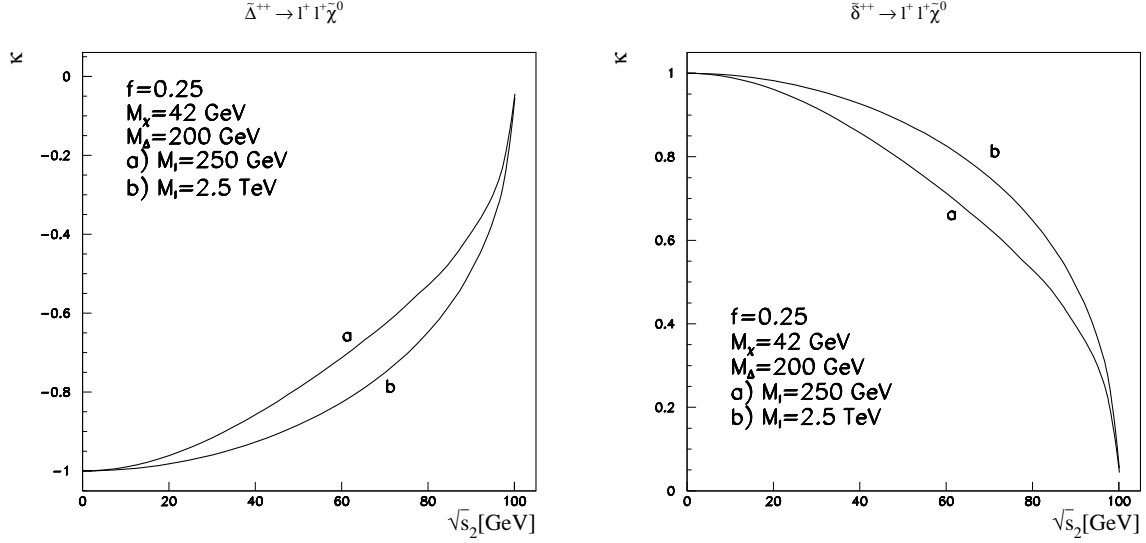 Δ̃⁺⁺ → l⁺ l⁺ χ̃⁰
κ
0
-0.2
-0.4
-0.6
-0.8
-1
f=0.25
Mᵪ=42 GeV
M_Δ=200 GeV
a) M_l=250 GeV
b) M_l=2.5 TeV
a
b
0 20 40 60 80 100
√s₂[GeV]
δ̃⁺⁺ → l⁺ l⁺ χ̃⁰
κ
1
0.8
0.6
0.4
0.2
0
b
a
f=0.25
Mᵪ=42 GeV
M_Δ=200 GeV
a) M_l=250 GeV
b) M_l=2.5 TeV
0 20 40 60 80 100
√s₂[GeV]